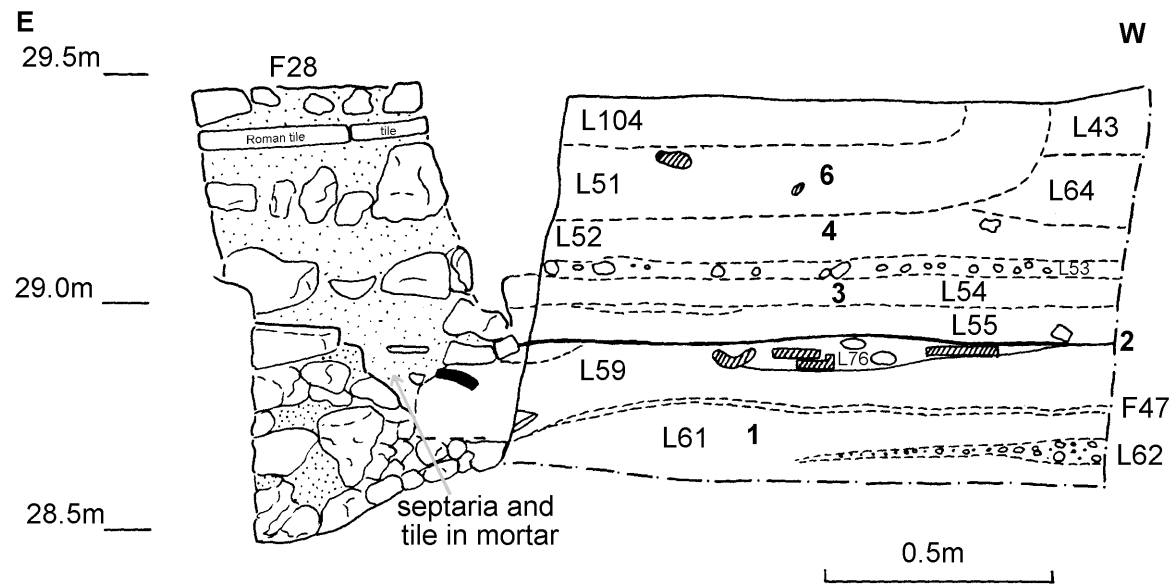 E
W
29.5m
F28
Roman tile
tile
L104
L43
L51
6
L64
L52
4
L53
29.0m
3
L54
L55
2
L76
L59
F47
L61
1
L62
septaria and
tile in mortar
28.5m
0.5m